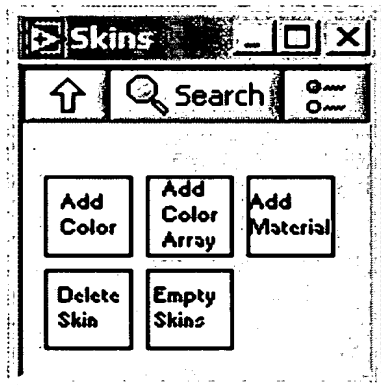 Skins
Search
Add
Color
Add
Color
Array
Add
Material
Delete
Skin
Empty
Skins